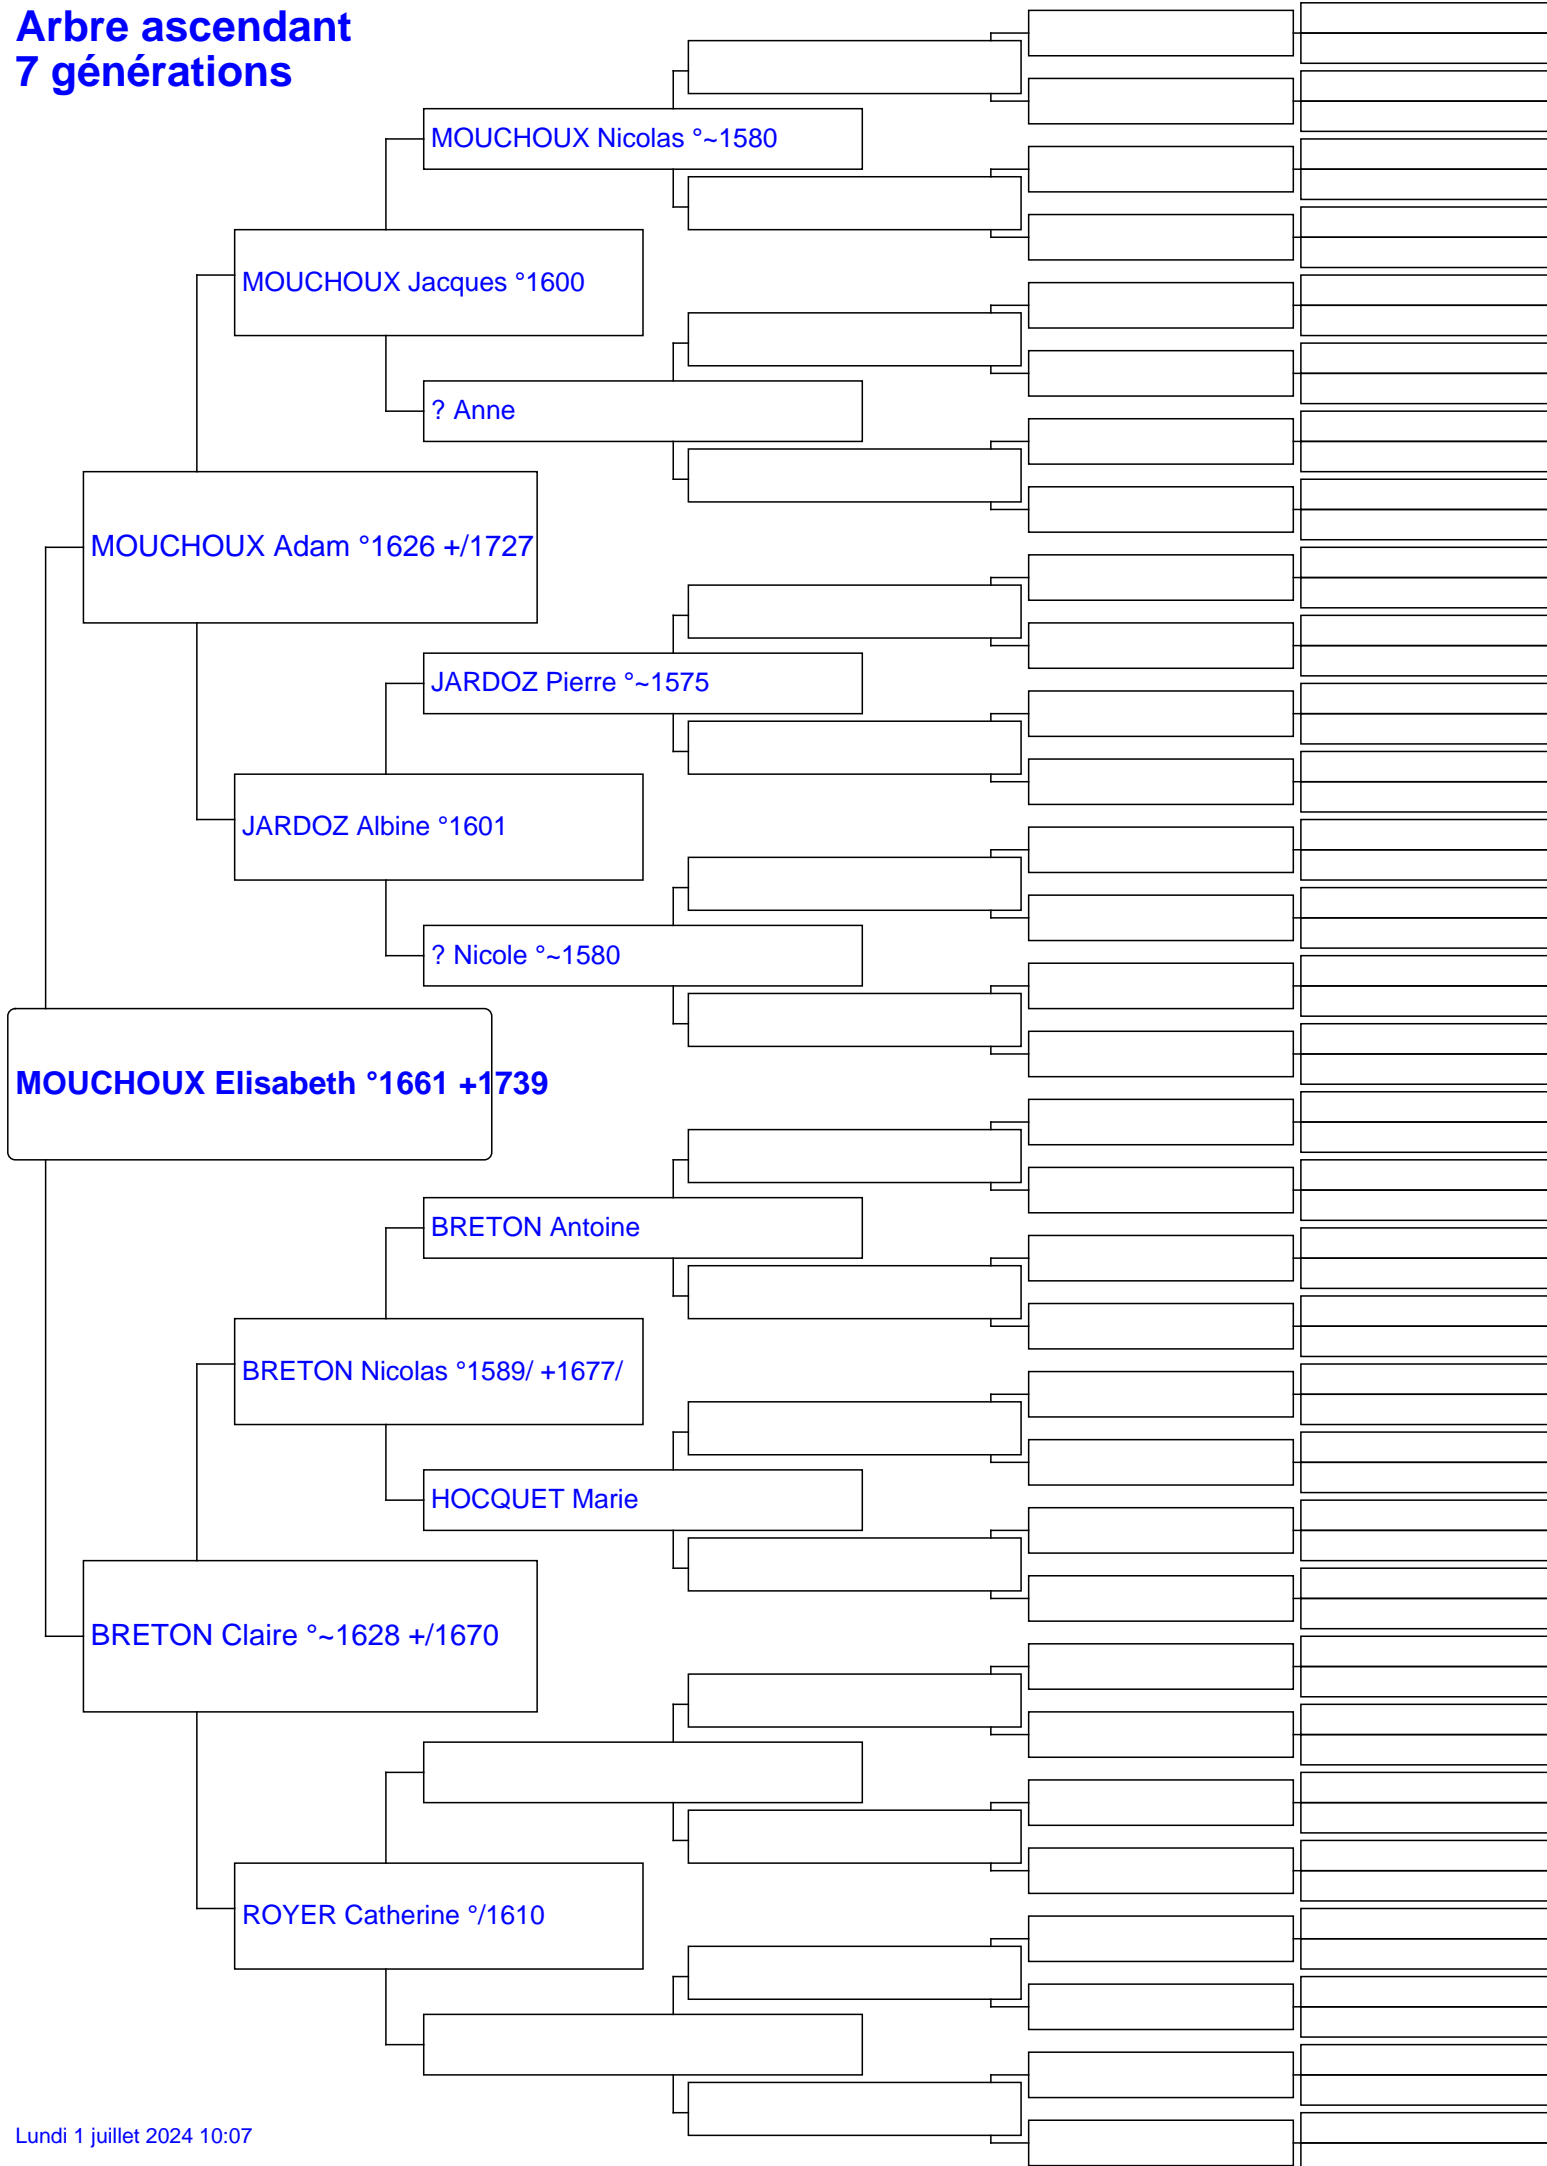 Arbre ascendant
7 générations
MOUCHOUX Nicolas °~1580
MOUCHOUX Jacques °1600
? Anne
MOUCHOUX Adam °1626 +/1727
JARDOZ Pierre °~1575
JARDOZ Albine °1601
? Nicole °~1580
MOUCHOUX Elisabeth °1661 +1739
BRETON Antoine
BRETON Nicolas °1589/ +1677/
HOCQUET Marie
BRETON Claire °~1628 +/1670
ROYER Catherine °/1610
Lundi 1 juillet 2024 10:07